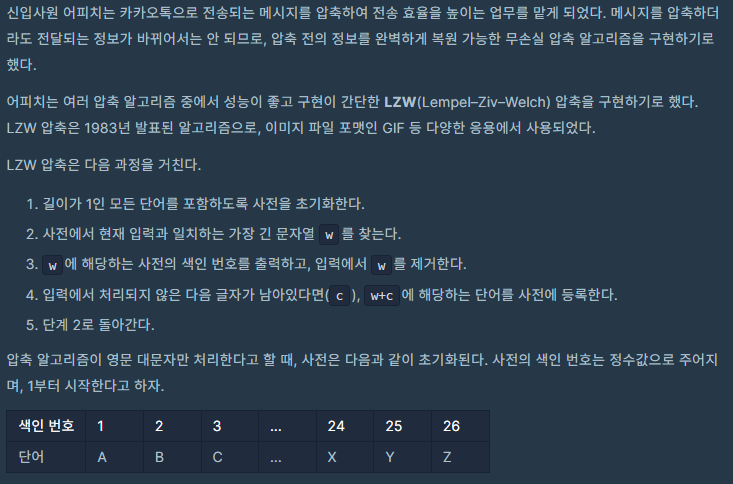 신입사원 어피치는 카카오톡으로 전송되는 메시지를 압축하여 전송 효율을 높이는 업무를 맡게 되었다. 메시지를 압축하더
라도 전달되는 정보가 바뀌어서는 안 되므로, 압축 전의 정보를 완벽하게 복원 가능한 무손실 압축 알고리즘을 구현하기로
했다.
어피치는 여러 압축 알고리즘 중에서 성능이 좋고 구현이 간단한 LZW(Lempel–Ziv–Welch) 압축을 구현하기로 했다.
LZW 압축은 1983년 발표된 알고리즘으로, 이미지 파일 포맷인 GIF 등 다양한 응용에서 사용되었다.
LZW 압축은 다음 과정을 거친다.
1. 길이가 1인 모든 단어를 포함하도록 사전을 초기화한다.
2. 사전에서 현재 입력과 일치하는 가장 긴 문자열 w 를 찾는다.
3. w 에 해당하는 사전의 색인 번호를 출력하고, 입력에서 w 를 제거한다.
4. 입력에서 처리되지 않은 다음 글자가 남아있다면( c ), w+c 에 해당하는 단어를 사전에 등록한다.
5. 단계 2로 돌아간다.
압축 알고리즘이 영문 대문자만 처리한다고 할 때, 사전은 다음과 같이 초기화된다. 사전의 색인 번호는 정수값으로 주어지
며, 1부터 시작한다고 하자.
색인 번호 1 2 3 ... 24 25 26
단어 A B C ... X Y Z